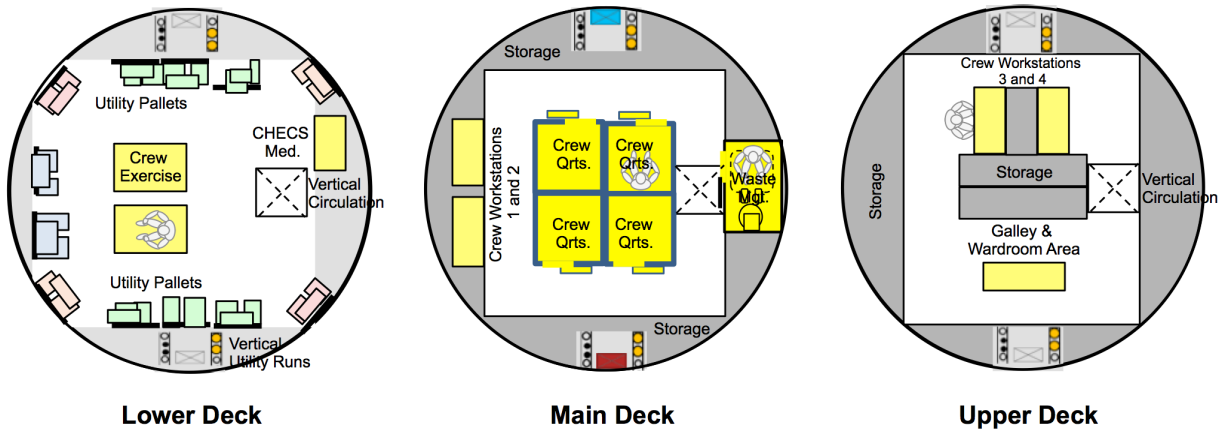 Utility Pallets
CHECS
Med.
Crew
Exercise
Vertical
Circulation
Utility Pallets
Vertical
Utility Runs
Lower Deck
Storage
Crew Workstations
1 and 2
Crew
Qrts.
Crew
Qrts.
Crew
Qrts.
Crew
Qrts.
Waste
Mgt.
Storage
Main Deck
Crew Workstations
3 and 4
Storage
Storage
Vertical
Circulation
Galley &
Wardroom Area
Upper Deck